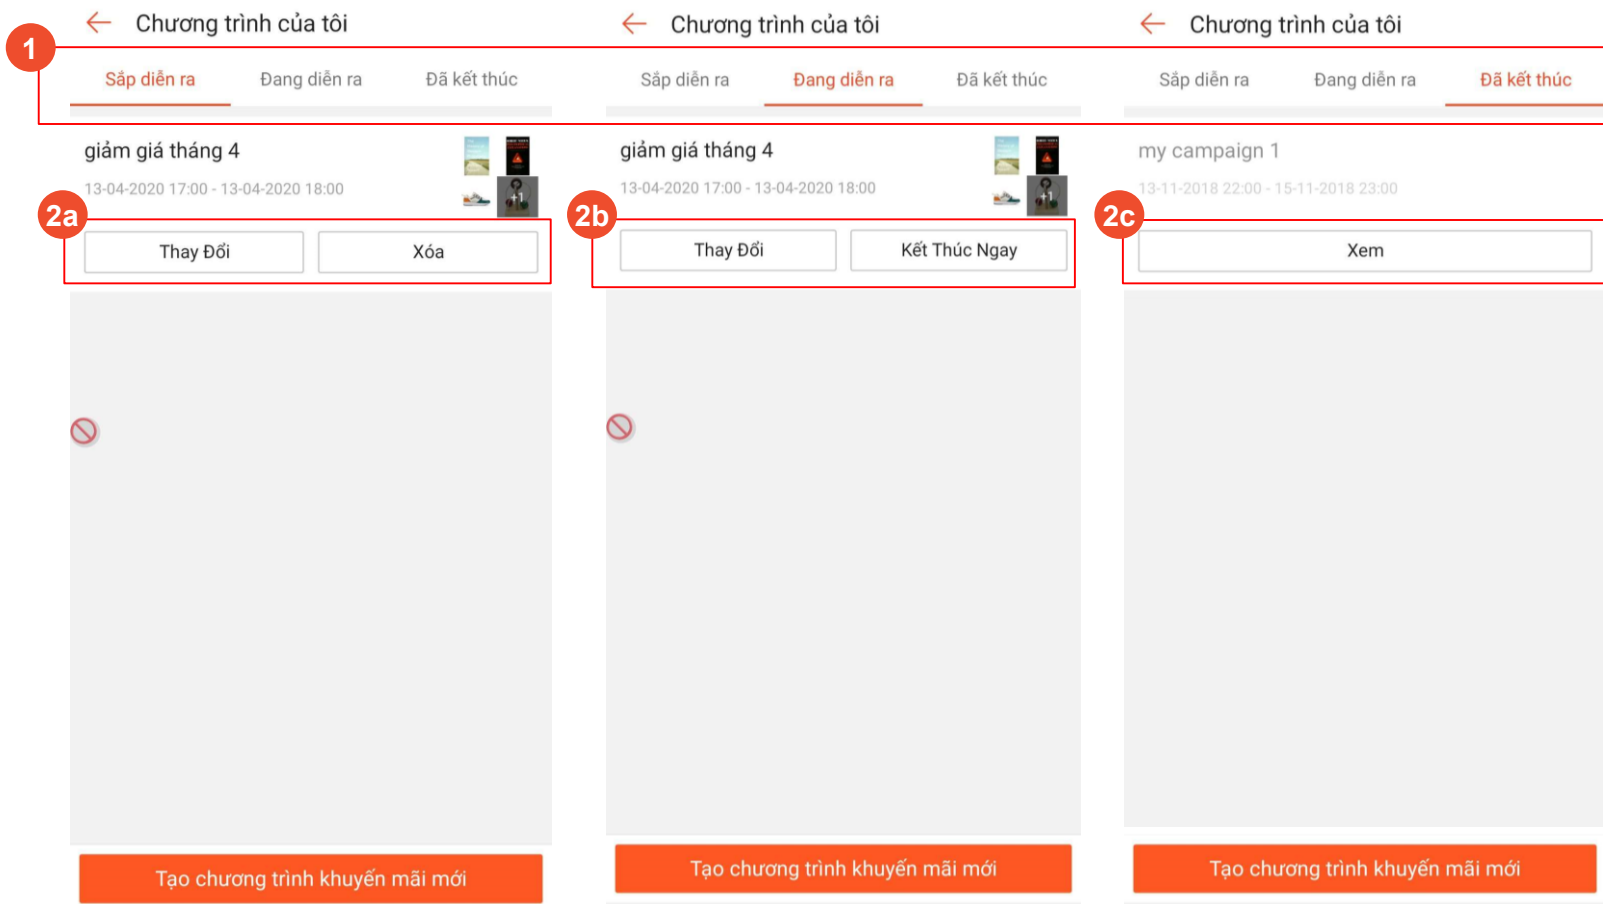 Chương trình của tôi
1
Sắp diễn ra Đang diễn ra Đã kết thúc
giảm giá tháng 4
13-04-2020 17:00 - 13-04-2020 18:00
+1
2a
Thay Đổi Xóa
Tạo chương trình khuyến mãi mới
Chương trình của tôi
Sắp diễn ra Đang diễn ra Đã kết thúc
giảm giá tháng 4
13-04-2020 17:00 - 13-04-2020 18:00
+1
2b
Thay Đổi Kết Thúc Ngay
Tạo chương trình khuyến mãi mới
Chương trình của tôi
Sắp diễn ra Đang diễn ra Đã kết thúc
my campaign 1
13-11-2018 22:00 - 15-11-2018 23:00
2c
Xem
Tạo chương trình khuyến mãi mới